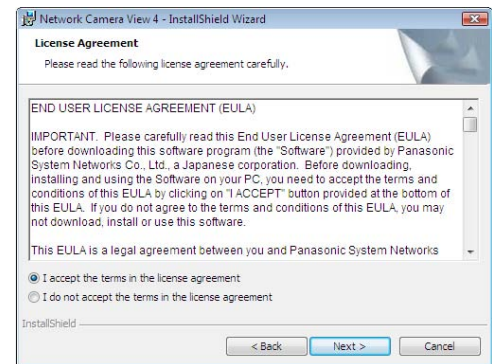 Network Camera View 4 - InstallShield Wizard
License Agreement
Please read the following license agreement carefully.
END USER LICENSE AGREEMENT (EULA)
IMPORTANT. Please carefully read this End User License Agreement (EULA)
before downloading this software program (the "Software") provided by Panasonic
System Networks Co., Ltd., a Japanese corporation. Before downloading,
installing and using the Software on your PC, you need to accept the terms and
conditions of this EULA by clicking on "I ACCEPT" button provided at the bottom of
this EULA. If you do not agree to the terms and conditions of this EULA, you may
not download, install or use this software.
This EULA is a legal agreement between you and Panasonic System Networks
I accept the terms in the license agreement
I do not accept the terms in the license agreement
InstallShield
< Back Next > Cancel